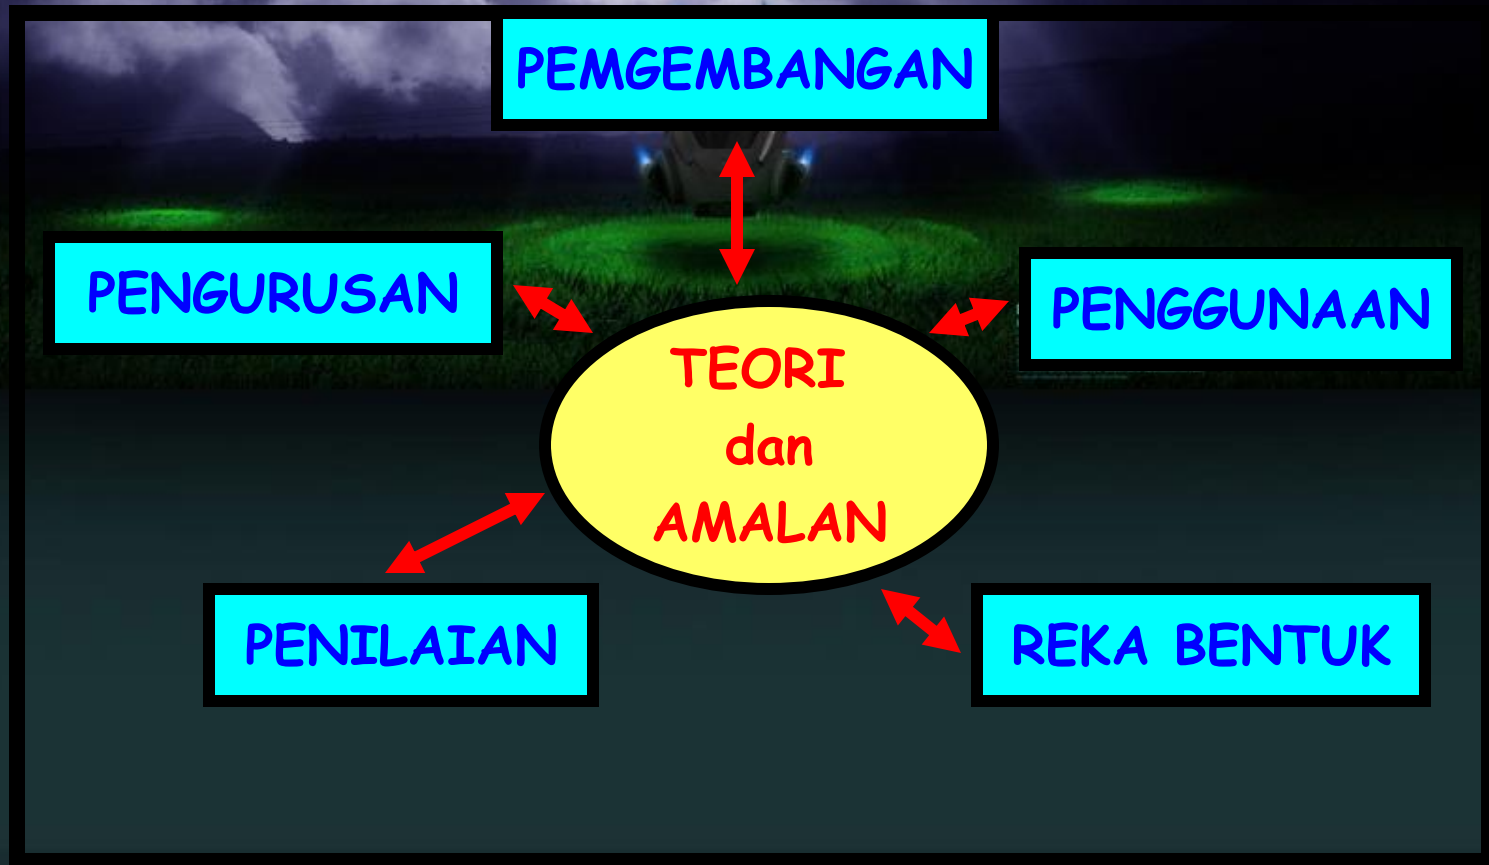 PEMGEMBANGAN
PENGURUSAN
PENGGUNAAN
TEORI
dan
AMALAN
PENILAIAN
REKA BENTUK